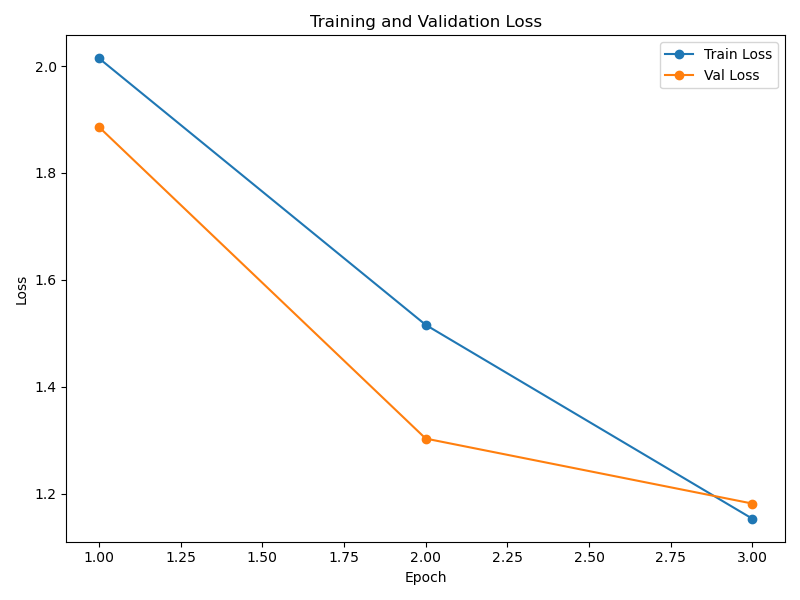 Training and Validation Loss
Train Loss
Val Loss
2.0
1.8
1.6
1.4
1.2
Loss
1.00 1.25 1.50 1.75 2.00 2.25 2.50 2.75 3.00
Epoch